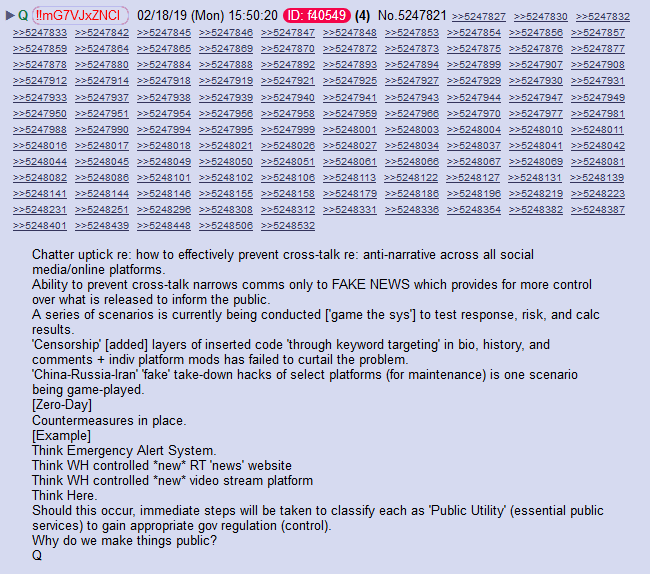 ▶ Q !!mG7VJxZNCI 02/18/19 (Mon) 15:50:20 ID: f40549 (4) No.5247821 >>5247827 >>5247830 >>5247832
>>5247833 >>5247842 >>5247845 >>5247846 >>5247847 >>5247848 >>5247853 >>5247854 >>5247856 >>5247857
>>5247859 >>5247864 >>5247865 >>5247869 >>5247870 >>5247872 >>5247873 >>5247875 >>5247876 >>5247877
>>5247878 >>5247880 >>5247884 >>5247888 >>5247892 >>5247893 >>5247894 >>5247899 >>5247907 >>5247908
>>5247912 >>5247914 >>5247918 >>5247919 >>5247921 >>5247925 >>5247927 >>5247929 >>5247930 >>5247931
>>5247933 >>5247937 >>5247938 >>5247939 >>5247940 >>5247941 >>5247943 >>5247944 >>5247947 >>5247949
>>5247950 >>5247951 >>5247954 >>5247956 >>5247958 >>5247959 >>5247966 >>5247970 >>5247977 >>5247981
>>5247988 >>5247990 >>5247994 >>5247995 >>5247999 >>5248001 >>5248003 >>5248004 >>5248010 >>5248011
>>5248016 >>5248017 >>5248018 >>5248021 >>5248026 >>5248027 >>5248034 >>5248037 >>5248041 >>5248042
>>5248044 >>5248045 >>5248049 >>5248050 >>5248051 >>5248061 >>5248066 >>5248067 >>5248069 >>5248081
>>5248082 >>5248086 >>5248101 >>5248102 >>5248106 >>5248113 >>5248122 >>5248127 >>5248131 >>5248139
>>5248141 >>5248144 >>5248146 >>5248155 >>5248158 >>5248179 >>5248186 >>5248196 >>5248219 >>5248223
>>5248231 >>5248251 >>5248296 >>5248308 >>5248312 >>5248331 >>5248336 >>5248354 >>5248382 >>5248387
>>5248401 >>5248439 >>5248448 >>5248506 >>5248532
Chatter uptick re: how to effectively prevent cross-talk re: anti-narrative across all social
media/online platforms.
Ability to prevent cross-talk narrows comms only to FAKE NEWS which provides for more control
over what is released to inform the public.
A series of scenarios is currently being conducted ['game the sys'] to test response, risk, and calc
results.
'Censorship' [added] layers of inserted code 'through keyword targeting' in bio, history, and
comments + indiv platform mods has failed to curtail the problem.
'China-Russia-Iran' 'fake' take-down hacks of select platforms (for maintenance) is one scenario
being game-played.
[Zero-Day]
Countermeasures in place.
[Example]
Think Emergency Alert System.
Think WH controlled *new* RT 'news' website
Think WH controlled *new* video stream platform
Think Here.
Should this occur, immediate steps will be taken to classify each as 'Public Utility' (essential public
services) to gain appropriate gov regulation (control).
Why do we make things public?
Q